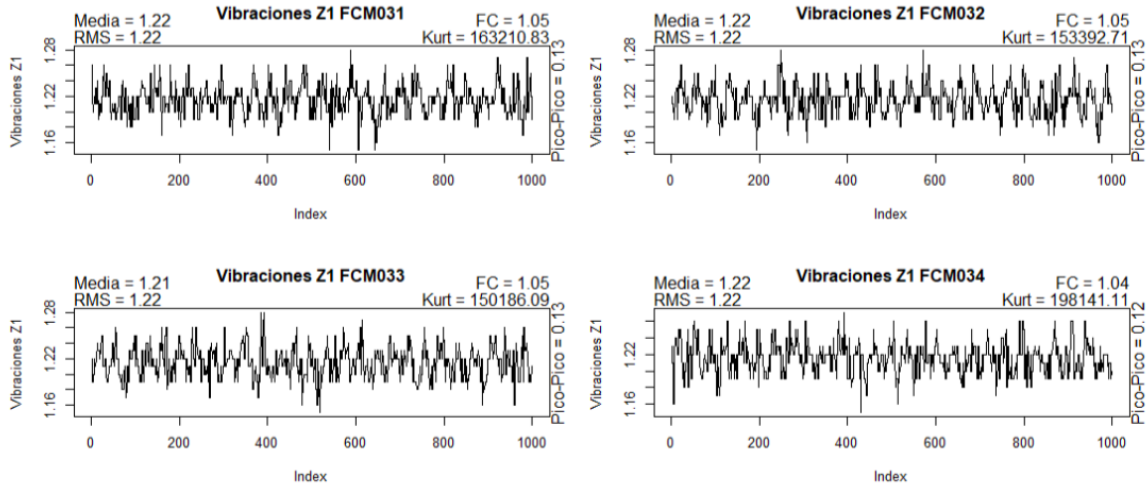 Vibraciones Z1 FCM031
Media = 1.22
FC = 1.05
RMS = 1.22
Kurt = 163210.83
Pico-Pico = 0.13
Vibraciones Z1
1.28
1.22
1.16
0 200 400 600 800 1000
Index
Vibraciones Z1 FCM032
Media = 1.22
FC = 1.05
RMS = 1.22
Kurt = 153392.71
Pico-Pico = 0.13
Vibraciones Z1
1.28
1.22
1.16
0 200 400 600 800 1000
Index
Vibraciones Z1 FCM033
Media = 1.21
FC = 1.05
RMS = 1.22
Kurt = 150186.09
Pico-Pico = 0.13
Vibraciones Z1
1.28
1.22
1.16
0 200 400 600 800 1000
Index
Vibraciones Z1 FCM034
Media = 1.22
FC = 1.04
RMS = 1.22
Kurt = 198141.11
Pico-Pico = 0.12
Vibraciones Z1
1.22
1.16
0 200 400 600 800 1000
Index